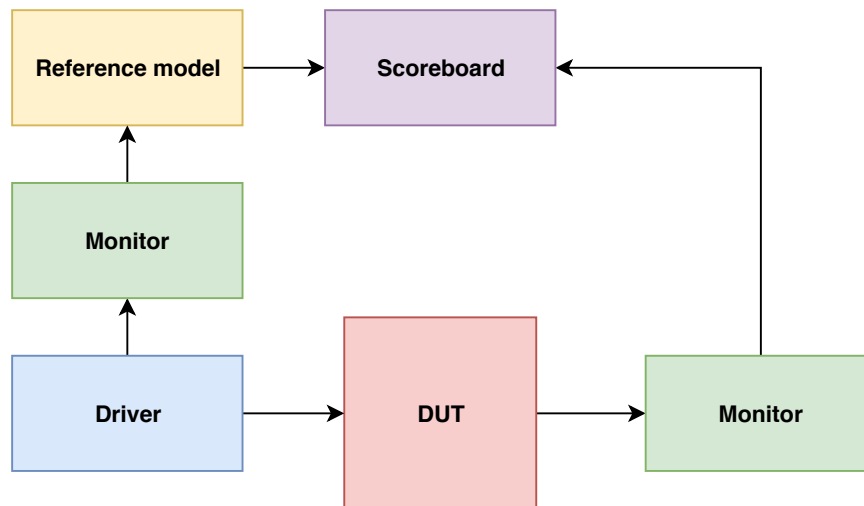 Reference model
Scoreboard
Monitor
Driver
DUT
Monitor